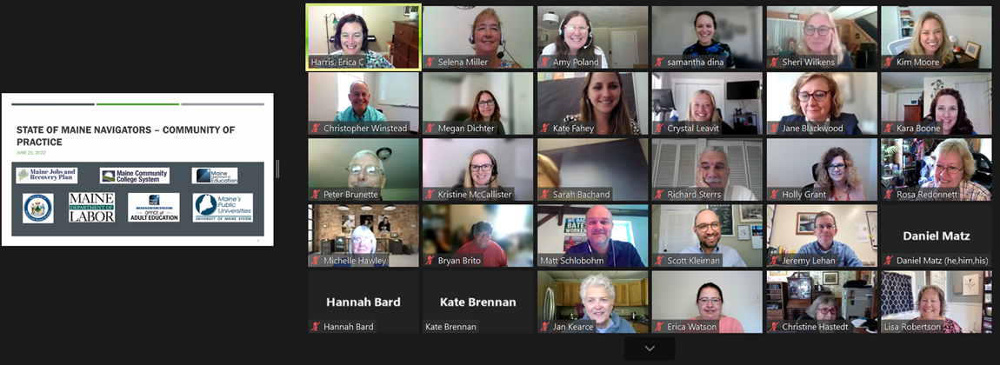 STATE OF MAINE NAVIGATORS – COMMUNITY OF
PRACTICE
JUNE 21, 2022
Maine Jobs and
Recovery Plan
Maine Community
College System
Maine
Department of
Education
MAINE
DEPARTMENT OF
LABOR
OFFICE OF
ADULT EDUCATION
Maine's
Public
Universities
UNIVERSITY OF MAINE SYSTEM
Harris, Erica C
Selena Miller
Amy Poland
samantha dina
Sheri Wilkens
Kim Moore
Christopher Winstead
Megan Dichter
Kate Fahey
Crystal Leavit
Jane Blackwood
Kara Boone
Peter Brunette
Kristine McCallister
Sarah Bachand
Richard Sterrs
Holly Grant
Rosa Redonnett
Michelle Hawley
Bryan Brito
Matt Schlobohm
Scott Kleiman
Jeremy Lehan
Daniel Matz
Daniel Matz (he,him,his)
Hannah Bard
Hannah Bard
Kate Brennan
Kate Brennan
Jan Kearce
Erica Watson
Christine Hastedt
Lisa Robertson